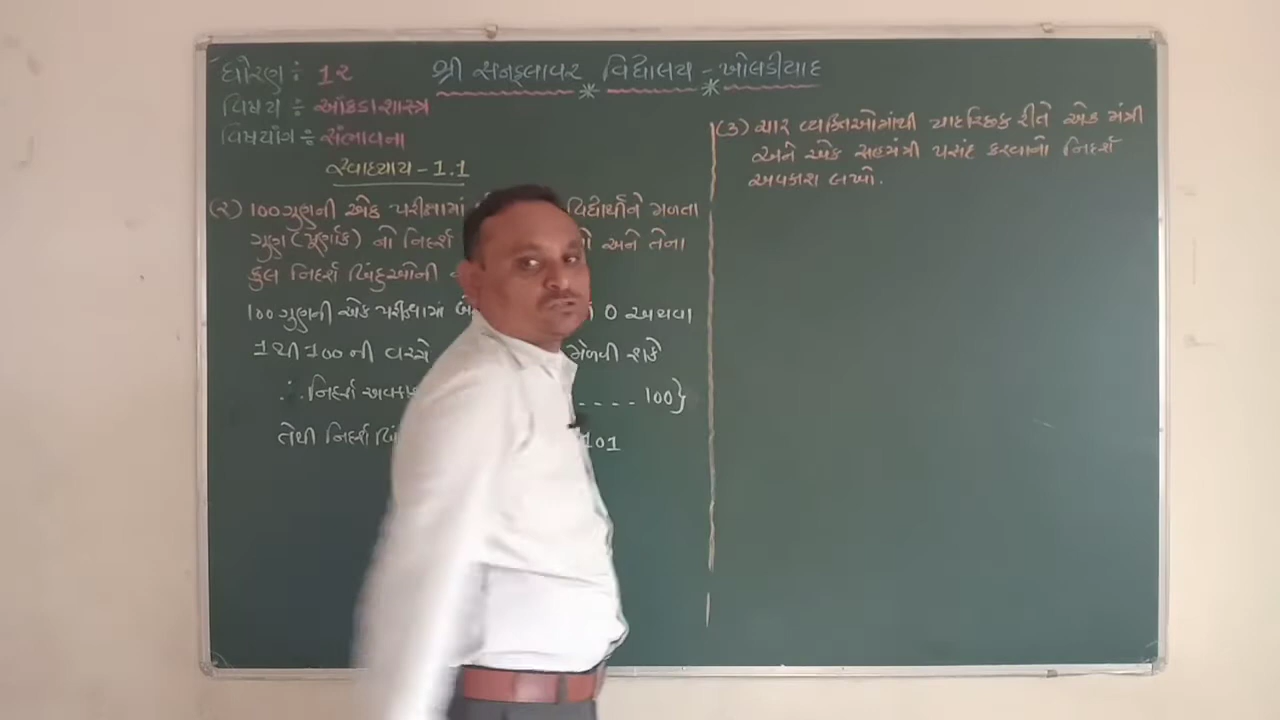 ધોરણ ÷ 12
શ્રી સનફ્લાવર વિદ્યાલય - ખોલડીયાદ
વિષય ÷ આંકડાશાસ્ત્ર
વિષયાંગ ÷ સંભાવના
સ્વાધ્યાય - 1.1
(૨) 100 ગુણની એક પરીક્ષામાં વિદ્યાર્થીને મળતા
ગુણ (પૂર્ણાંક) નો નિદર્શ અને તેના
કુલ નિદર્શ બિંદુઓની
100 ગુણની એક પરીક્ષામાં 0 અથવા
1 થી 100 ની વચ્ચે મેળવી શકે
∴ નિદર્શ અવકાશ _ _ _ _ 100}
તેથી નિદર્શ 101
(૩) ચાર વ્યક્તિઓમાંથી યાદચ્છિક રીતે એક મંત્રી
અને એક સહમંત્રી પસંદ કરવાનો નિદર્શ
અવકાશ લખો.